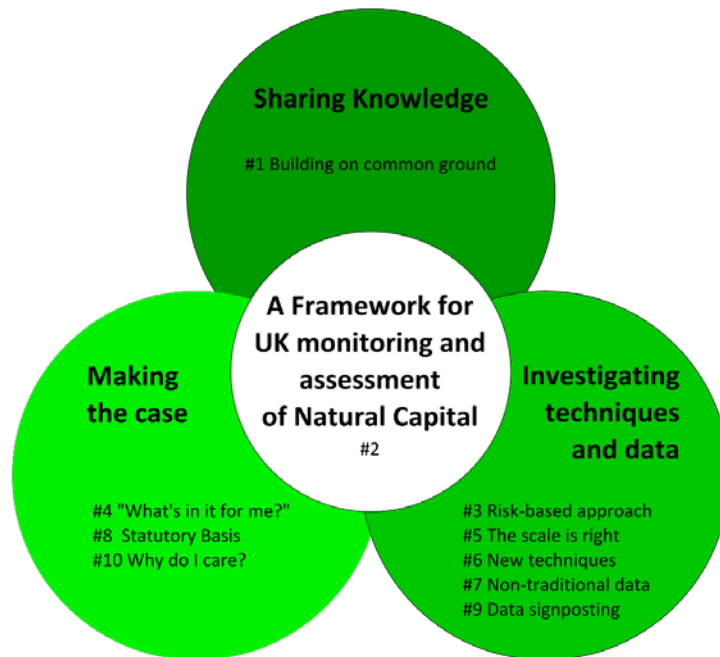 Sharing Knowledge
#1 Building on common ground
A Framework for
UK monitoring and
assessment
of Natural Capital
#2
Making
the case
#4 "What's in it for me?"
#8 Statutory Basis
#10 Why do I care?
Investigating
techniques
and data
#3 Risk-based approach
#5 The scale is right
#6 New techniques
#7 Non-traditional data
#9 Data signposting